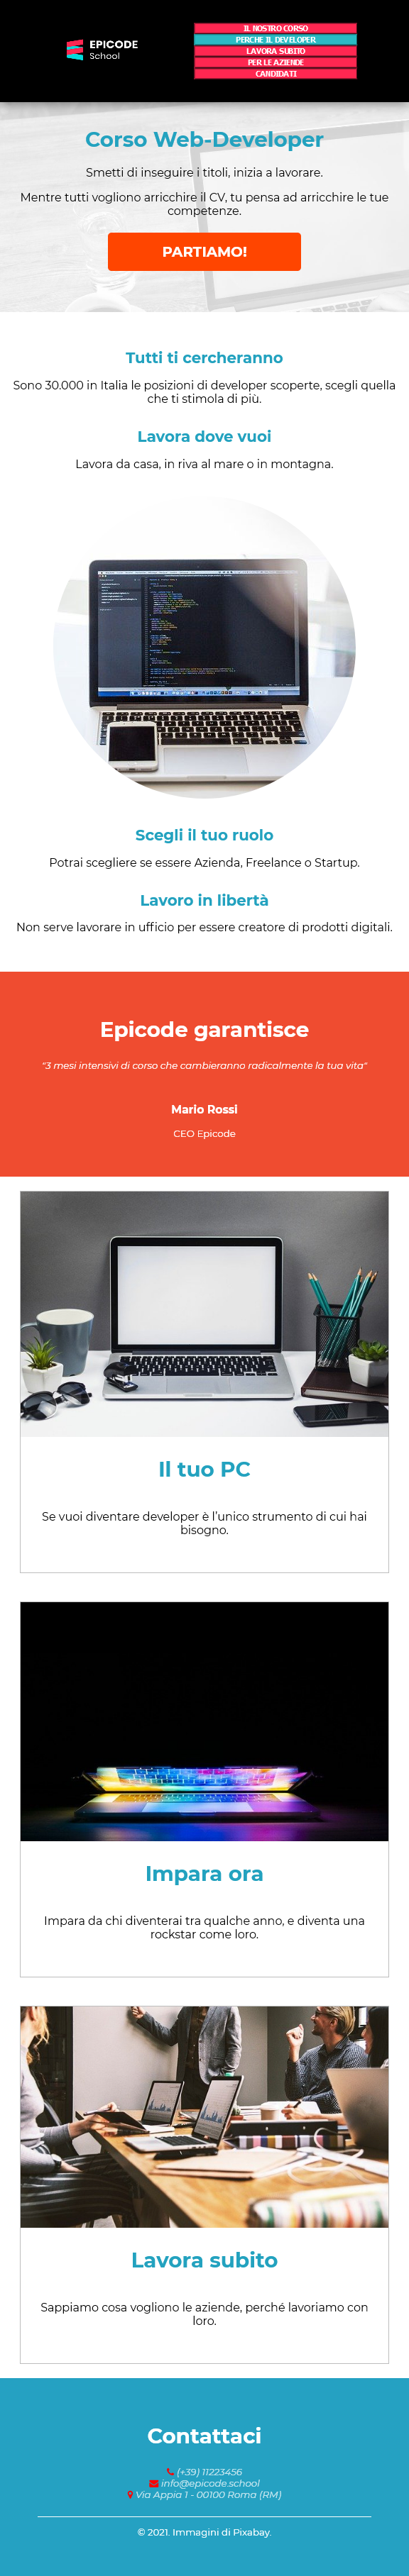 EPICODE
School
IL NOSTRO CORSO
PERCHE IL DEVELOPER
LAVORA SUBITO
PER LE AZIENDE
CANDIDATI
Corso Web-Developer
Smetti di inseguire i titoli, inizia a lavorare.
Mentre tutti vogliono arricchire il CV, tu pensa ad arricchire le tue
competenze.
PARTIAMO!
Tutti ti cercheranno
Sono 30.000 in Italia le posizioni di developer scoperte, scegli quella
che ti stimola di più.
Lavora dove vuoi
Lavora da casa, in riva al mare o in montagna.
Scegli il tuo ruolo
Potrai scegliere se essere Azienda, Freelance o Startup.
Lavoro in libertà
Non serve lavorare in ufficio per essere creatore di prodotti digitali.
Epicode garantisce
"3 mesi intensivi di corso che cambieranno radicalmente la tua vita"
Mario Rossi
CEO Epicode
Il tuo PC
Se vuoi diventare developer è l'unico strumento di cui hai
bisogno.
Impara ora
Impara da chi diventerai tra qualche anno, e diventa una
rockstar come loro.
Lavora subito
Sappiamo cosa vogliono le aziende, perché lavoriamo con
loro.
Contattaci
(+39) 11223456
info@epicode.school
Via Appia 1 - 00100 Roma (RM)
© 2021. Immagini di Pixabay.